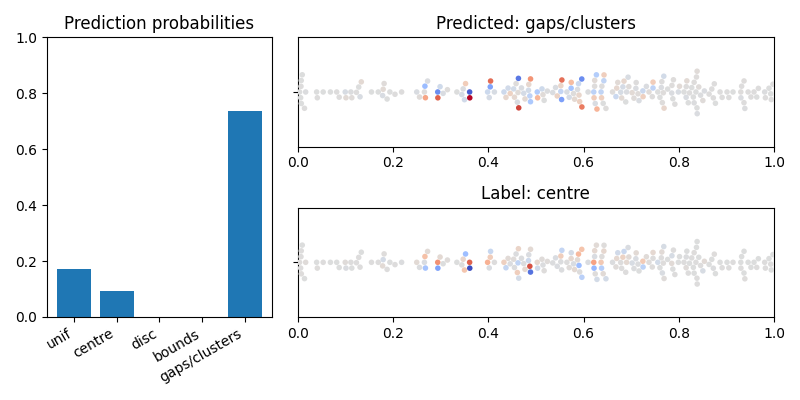 Prediction probabilities
1.0
0.8
0.6
0.4
0.2
0.0
unif
centre
disc
bounds
gaps/clusters
Predicted: gaps/clusters
0.0 0.2 0.4 0.6 0.8 1.0
Label: centre
0.0 0.2 0.4 0.6 0.8 1.0